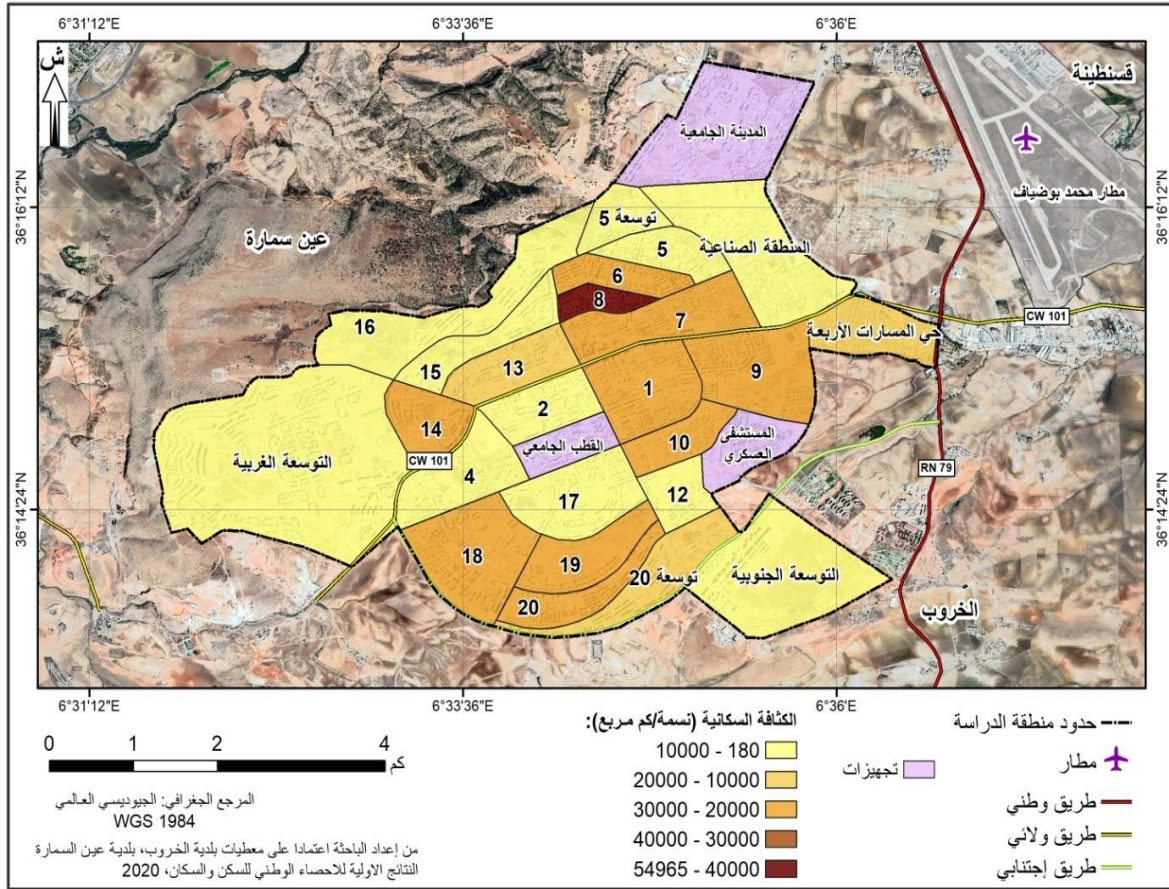 6°31'12"E
6°33'36"E
6°36'E
ش
قسنطينة
المدينة الجامعية
مطار محمد بوضياف
36°16'12"N
36°16'12"N
5 توسعة
عين سمارة
5
المنطقة الصناعية
6
8
7
CW 101
حي المسارات الأربعة
16
15
13
9
1
2
14
10
المستشفى
العسكري
القطب الجامعي
التوسعة الغربية
CW 101
4
RN 79
12
17
36°14'24"N
36°14'24"N
18
19
20 توسعة
التوسعة الجنوبية
20
الخروب
6°31'12"E
6°33'36"E
6°36'E
حدود منطقة الدراسة
مطار
طريق وطني
طريق ولائي
طريق إجتنابي
تجهيزات
الكثافة السكانية (نسمة/كم مربع):
10000 - 180
20000 - 10000
30000 - 20000
40000 - 30000
54965 - 40000
0 1 2 4
كم
المرجع الجغرافي: الجيوديسي العالمي
WGS 1984
من إعداد الباحثة اعتمادا على معطيات بلدية الخروب، بلدية عين السمارة
النتائج الاولية للاحصاء الوطني للسكن والسكان، 2020